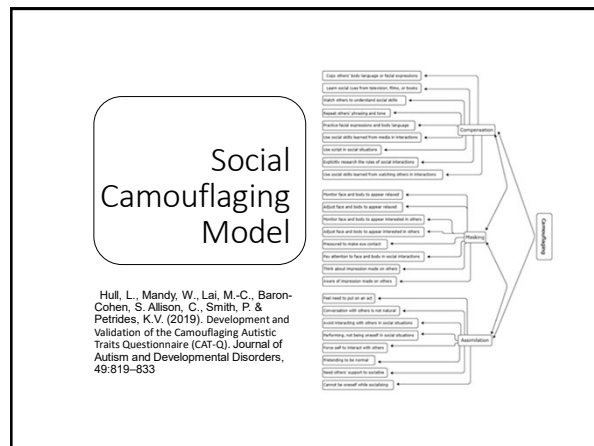 Social
Camouflaging
Model
Hull, L., Mandy, W., Lai, M.-C., Baron-
Cohen, S. Allison, C., Smith, P. &
Petrides, K.V. (2019). Development and
Validation of the Camouflaging Autistic
Traits Questionnaire (CAT-Q). Journal of
Autism and Developmental Disorders,
49:819–833
Copy others' body language or facial expressions
Learn social cues from television, films, or books
Watch others to understand social skills
Repeat others' phrasing and tone
Practice facial expressions and body language
Use social skills learned from media in interactions
Use script in social situations
Explicitly research the rules of social interactions
Use social skills learned from watching others in interactions
Compensation
Monitor face and body to appear relaxed
Adjust face and body to appear relaxed
Monitor face and body to appear interested in others
Adjust face and body to appear interested in others
Pressured to make eye contact
Pay attention to face and body in social interactions
Think about impression made on others
Aware of impression made on others
Masking
Feel need to put on an act
Conversation with others is not natural
Avoid interacting with others in social situations
Performing, not being oneself in social situations
Force self to interact with others
Pretending to be normal
Need others' support to socialise
Cannot be oneself while socialising
Assimilation
Camouflaging